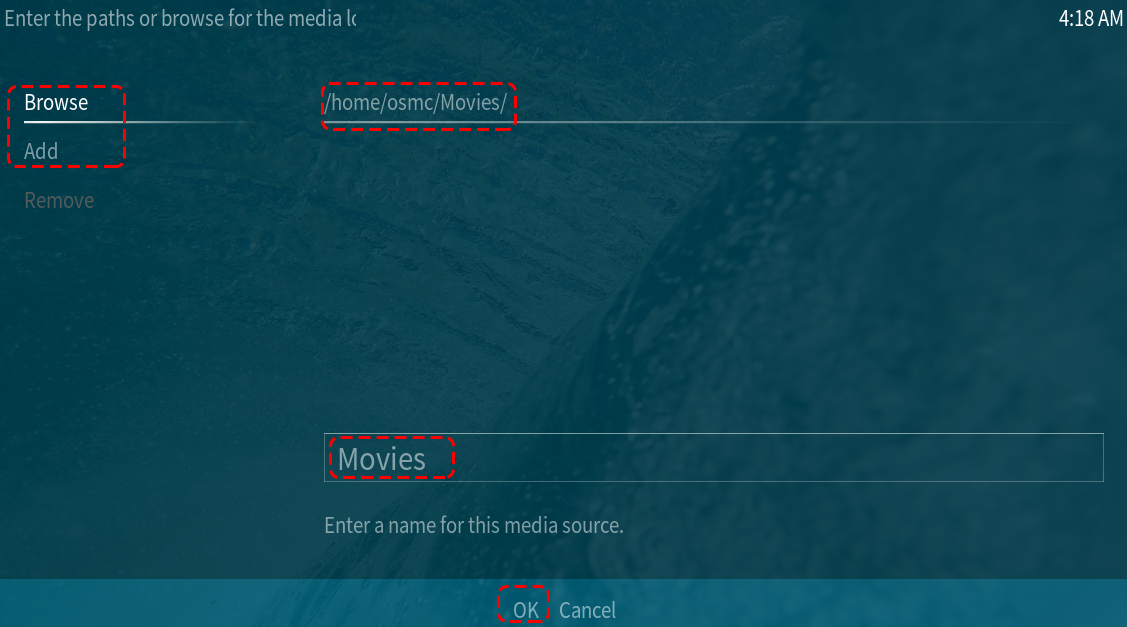 Enter the paths or browse for the media lo
4:18 AM
Browse
/home/osmc/Movies/
Add
Remove
Movies
Enter a name for this media source.
OK Cancel